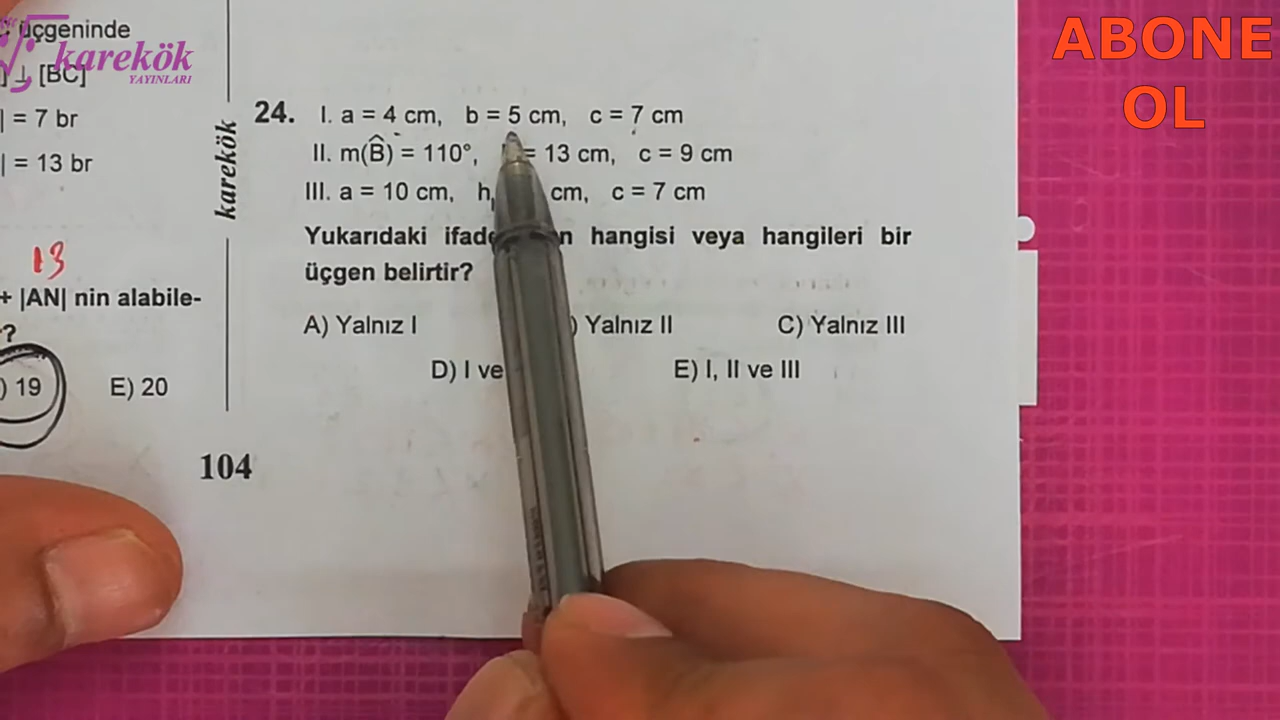 üçgeninde
karekök
YAYINLARI
[BC]
= 7 br
= 13 br
13
+ |AN| nin alabile-
?
) 19 E) 20
104
karekök
24. I. a = 4 cm, b = 5 cm, c = 7 cm
II. m(B̂) = 110°, = 13 cm, c = 9 cm
III. a = 10 cm, h cm, c = 7 cm
Yukarıdaki hangisi veya hangileri bir
üçgen belirtir?
A) Yalnız I ) Yalnız II C) Yalnız III
D) I ve E) I, II ve III
ABONE
OL